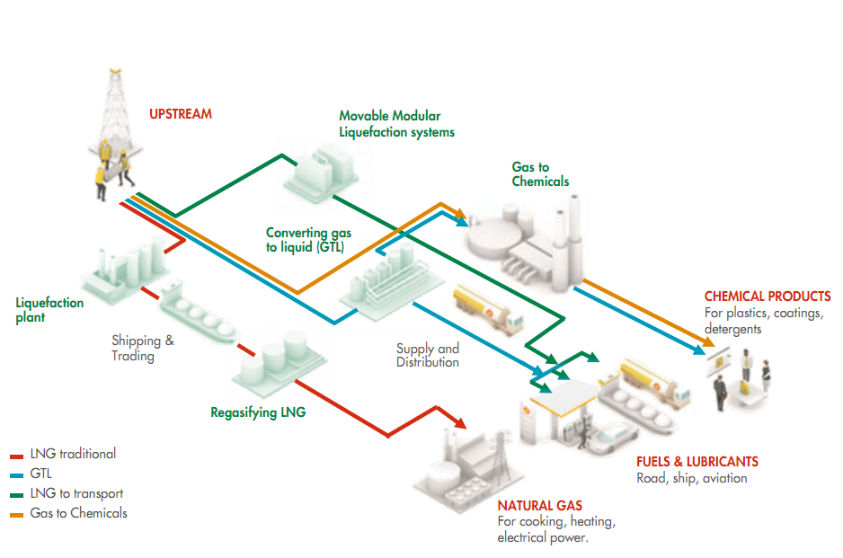 UPSTREAM
Movable Modular
Liquefaction systems
Gas to
Chemicals
Converting gas
to liquid (GTL)
Liquefaction
plant
Shipping &
Trading
Supply and
Distribution
Regasifying LNG
CHEMICAL PRODUCTS
For plastics, coatings,
detergents
LNG traditional
GTL
LNG to transport
Gas to Chemicals
FUELS & LUBRICANTS
Road, ship, aviation
NATURAL GAS
For cooking, heating,
electrical power.